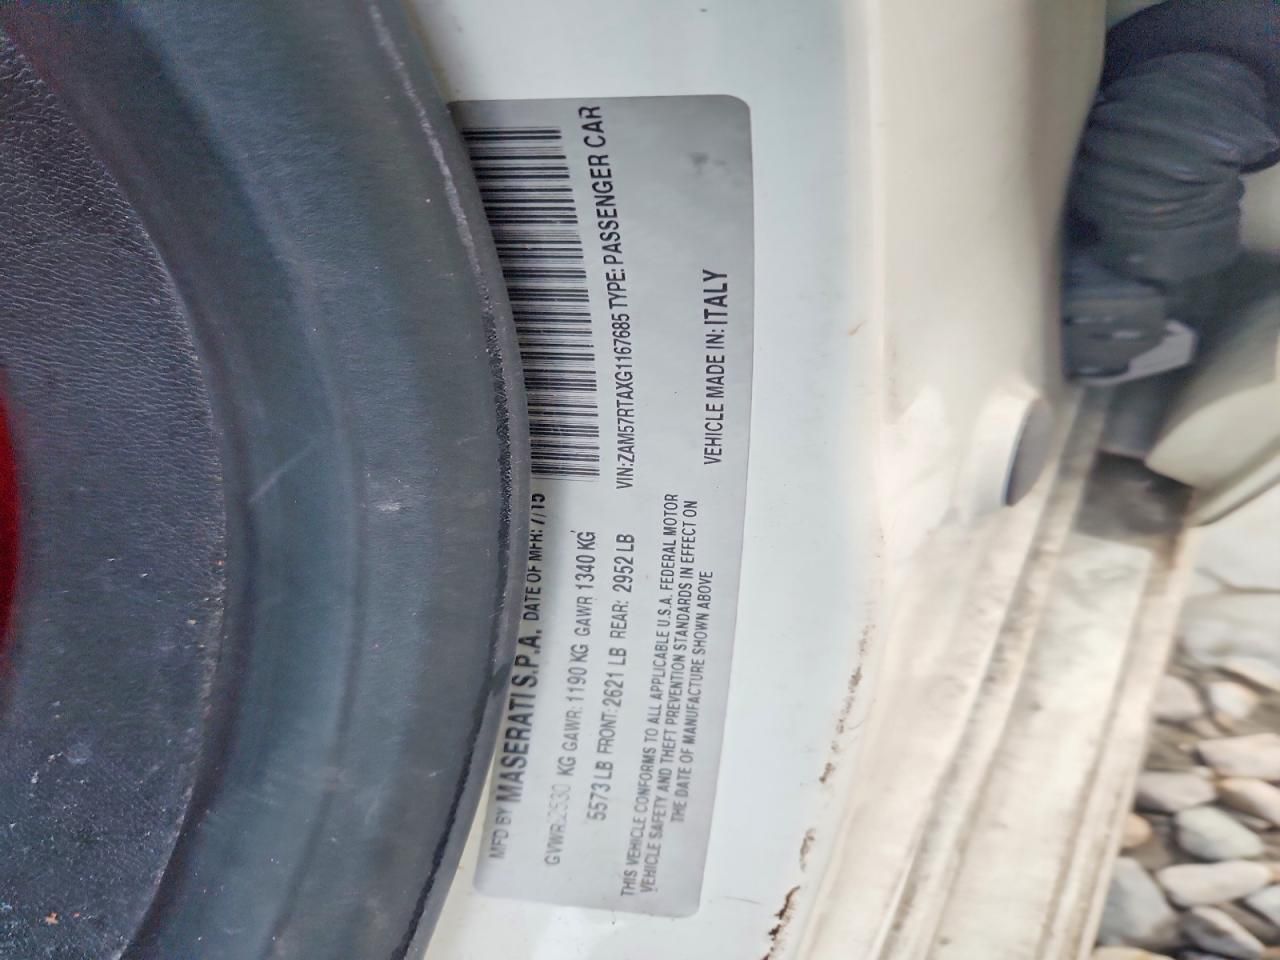 MFD BY MASERATI S.P.A. DATE OF MFR: 7/15
GVWR:2530 KG GAWR: 1190 KG GAWR 1340 KG
5573 LB FRONT: 2621 LB REAR: 2952 LB
THIS VEHICLE CONFORMS TO ALL APPLICABLE U.S.A. FEDERAL MOTOR
VEHICLE SAFETY AND THEFT PREVENTION STANDARDS IN EFFECT ON
THE DATE OF MANUFACTURE SHOWN ABOVE
VIN:ZAM57RTAXG1167685 TYPE: PASSENGER CAR
VEHICLE MADE IN: ITALY